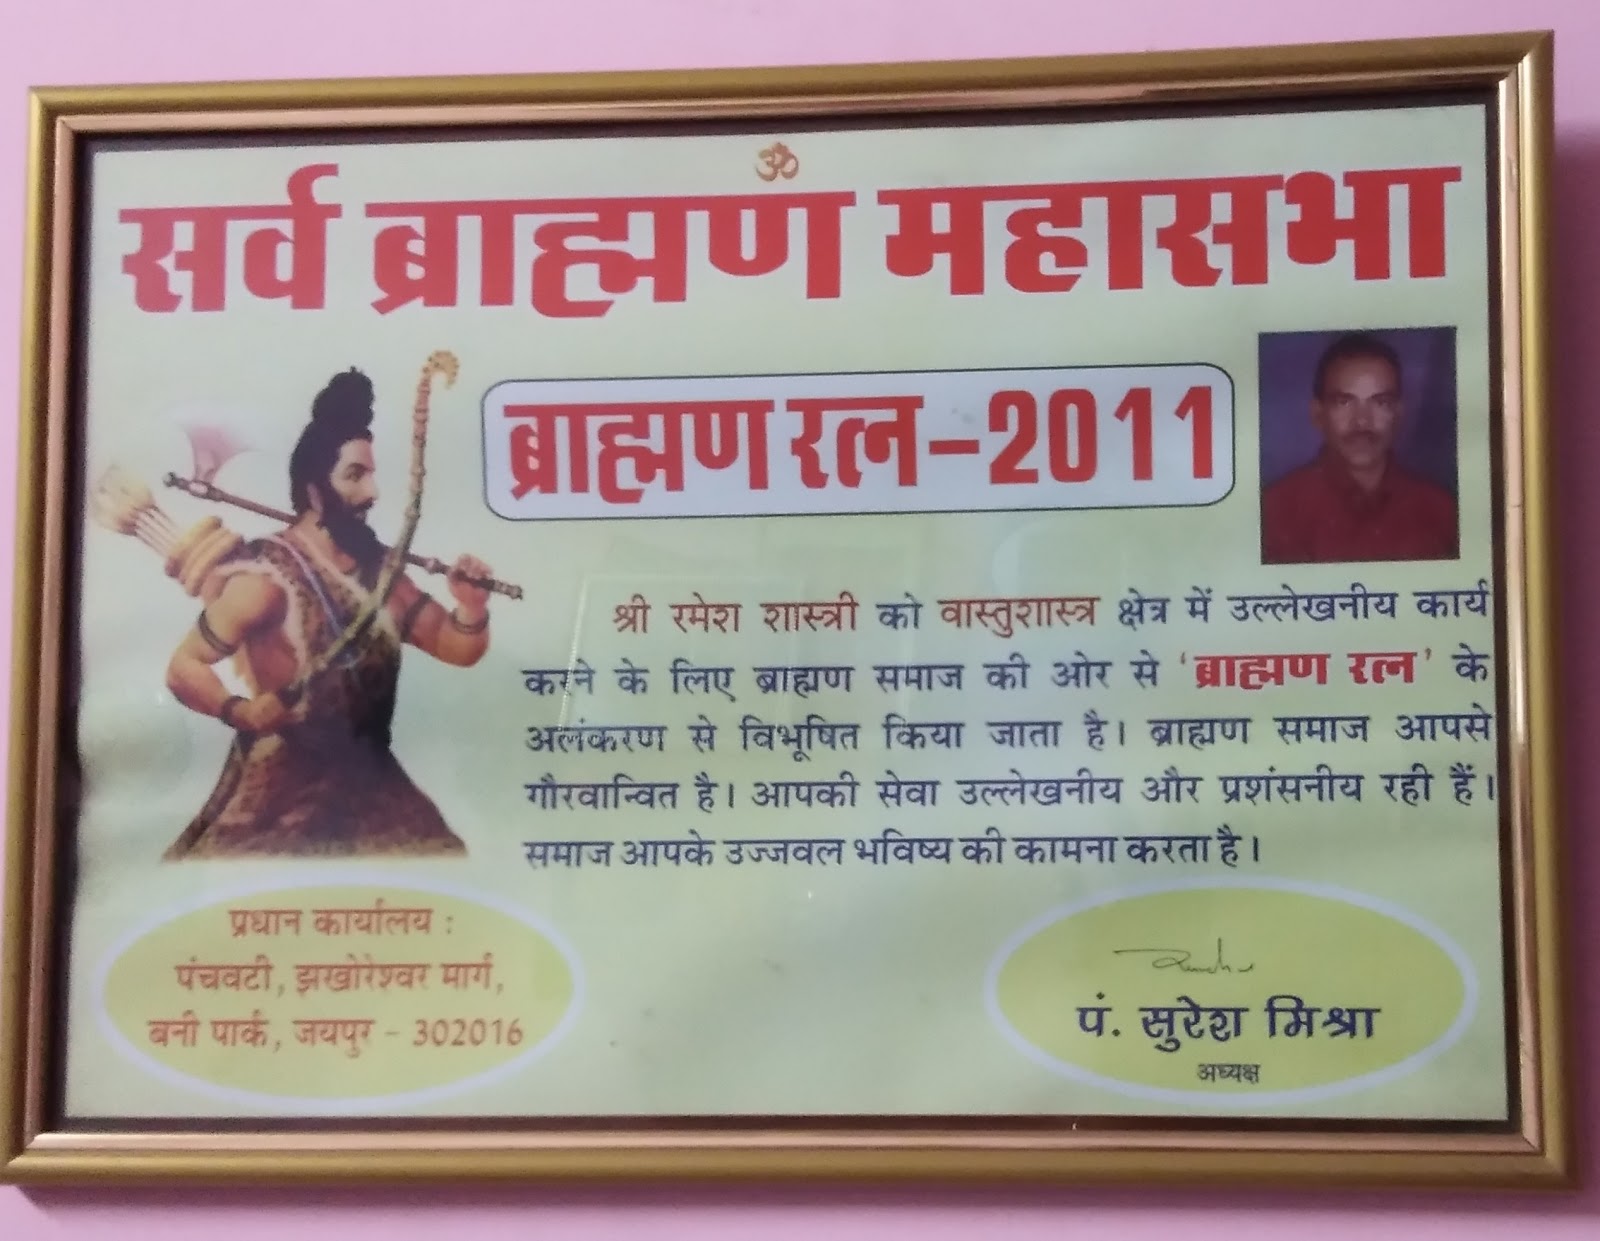 ॐ
सर्व ब्राह्मण महासभा
ब्राह्मण रत्न-2011
श्री रमेश शास्त्री को वास्तुशास्त्र क्षेत्र में उल्लेखनीय कार्य
करने के लिए ब्राह्मण समाज की ओर से 'ब्राह्मण रत्न' के
अलंकरण से विभूषित किया जाता है। ब्राह्मण समाज आपसे
गौरवान्वित है। आपकी सेवा उल्लेखनीय और प्रशंसनीय रही हैं।
समाज आपके उज्जवल भविष्य की कामना करता है।
प्रधान कार्यालय :
पंचवटी, झखोरेश्वर मार्ग,
बनी पार्क, जयपुर - 302016
पं. सुरेश मिश्रा
अध्यक्ष